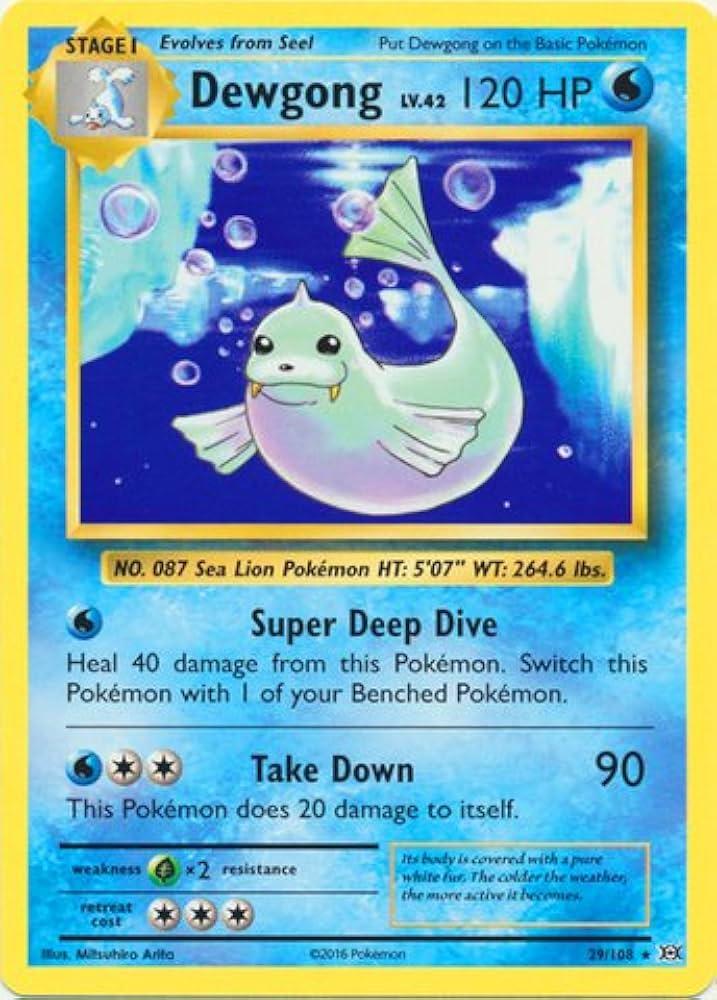 STAGE 1 Evolves from Seel Put Dewgong on the Basic Pokémon
Dewgong LV.42 120 HP
NO. 087 Sea Lion Pokémon HT: 5'07" WT: 264.6 lbs.
Super Deep Dive
Heal 40 damage from this Pokémon. Switch this
Pokémon with 1 of your Benched Pokémon.
Take Down 90
This Pokémon does 20 damage to itself.
weakness ×2 resistance
retreat
cost
Its body is covered with a pure
white fur. The colder the weather,
the more active it becomes.
Illus. Mitsuhiro Arita ©2016 Pokémon 29/108 ★